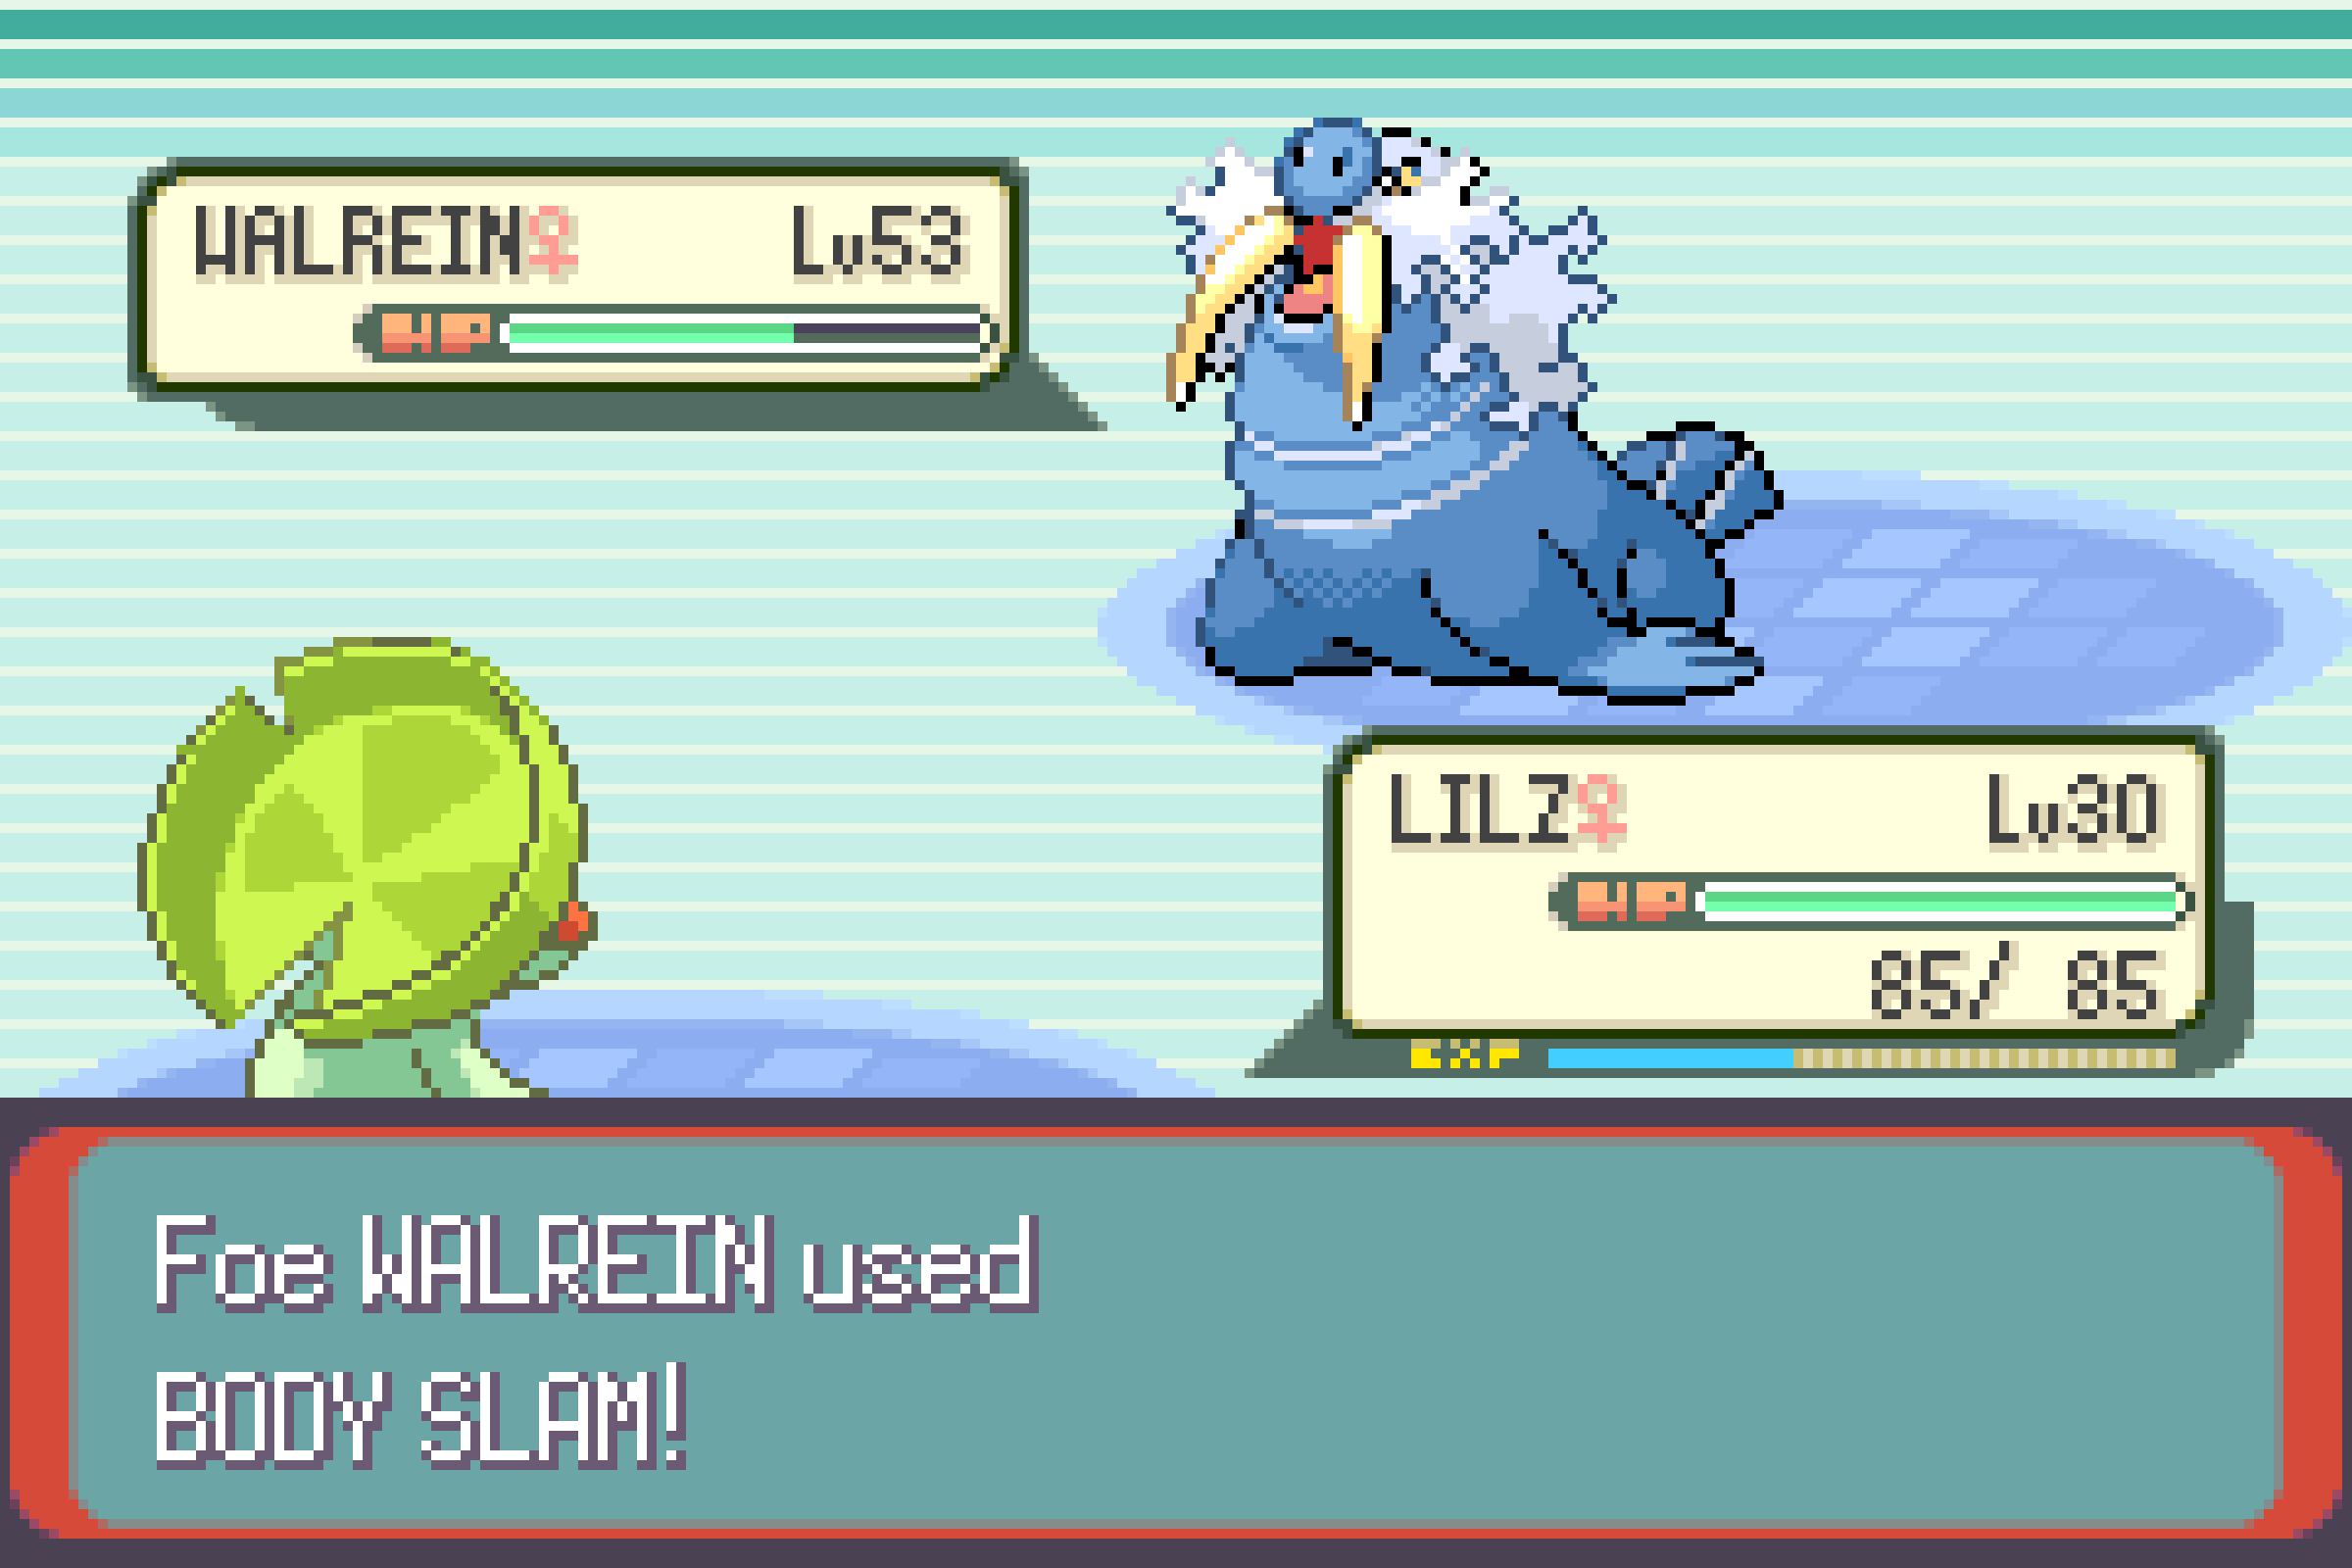 WALREIN♀ Lv53
HP
LILZ♀ Lv30
HP
85/ 85
EXP
Foe WALREIN used
BODY SLAM!